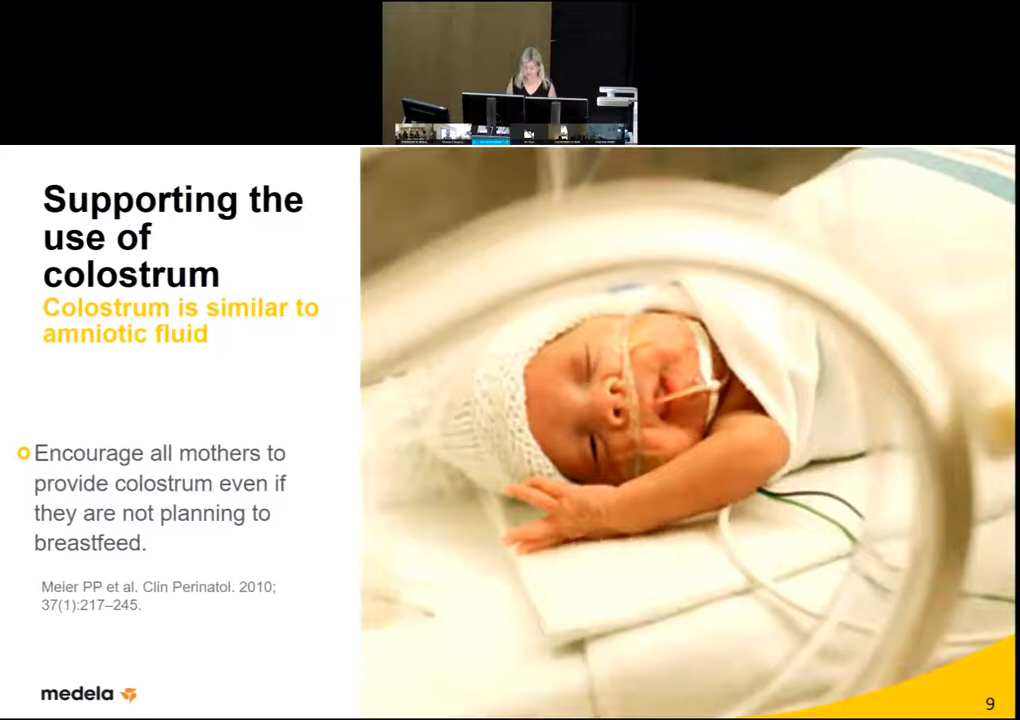 Supporting the
use of
colostrum
Colostrum is similar to
amniotic fluid
Encourage all mothers to
provide colostrum even if
they are not planning to
breastfeed.
Meier PP et al. Clin Perinatol. 2010;
37(1):217–245.
medela
9